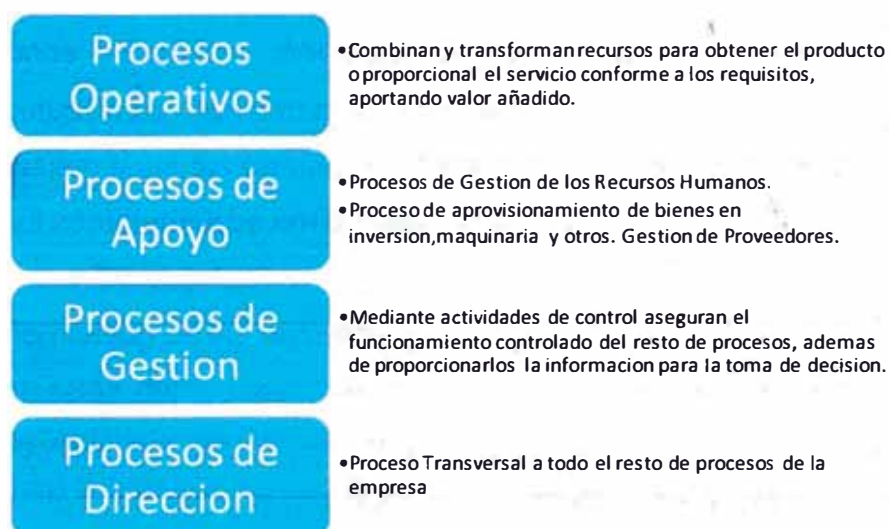 Procesos
Operativos
•Combinan y transforman recursos para obtener el producto
o proporcional el servicio conforme a los requisitos,
aportando valor añadido.
Procesos de
Apoyo
•Procesos de Gestion de los Recursos Humanos.
•Proceso de aprovisionamiento de bienes en
inversion,maquinaria y otros. Gestion de Proveedores.
Procesos de
Gestion
•Mediante actividades de control aseguran el
funcionamiento controlado del resto de procesos, ademas
de proporcionarlos la informacion para la toma de decision.
Procesos de
Direccion
•Proceso Transversal a todo el resto de procesos de la
empresa